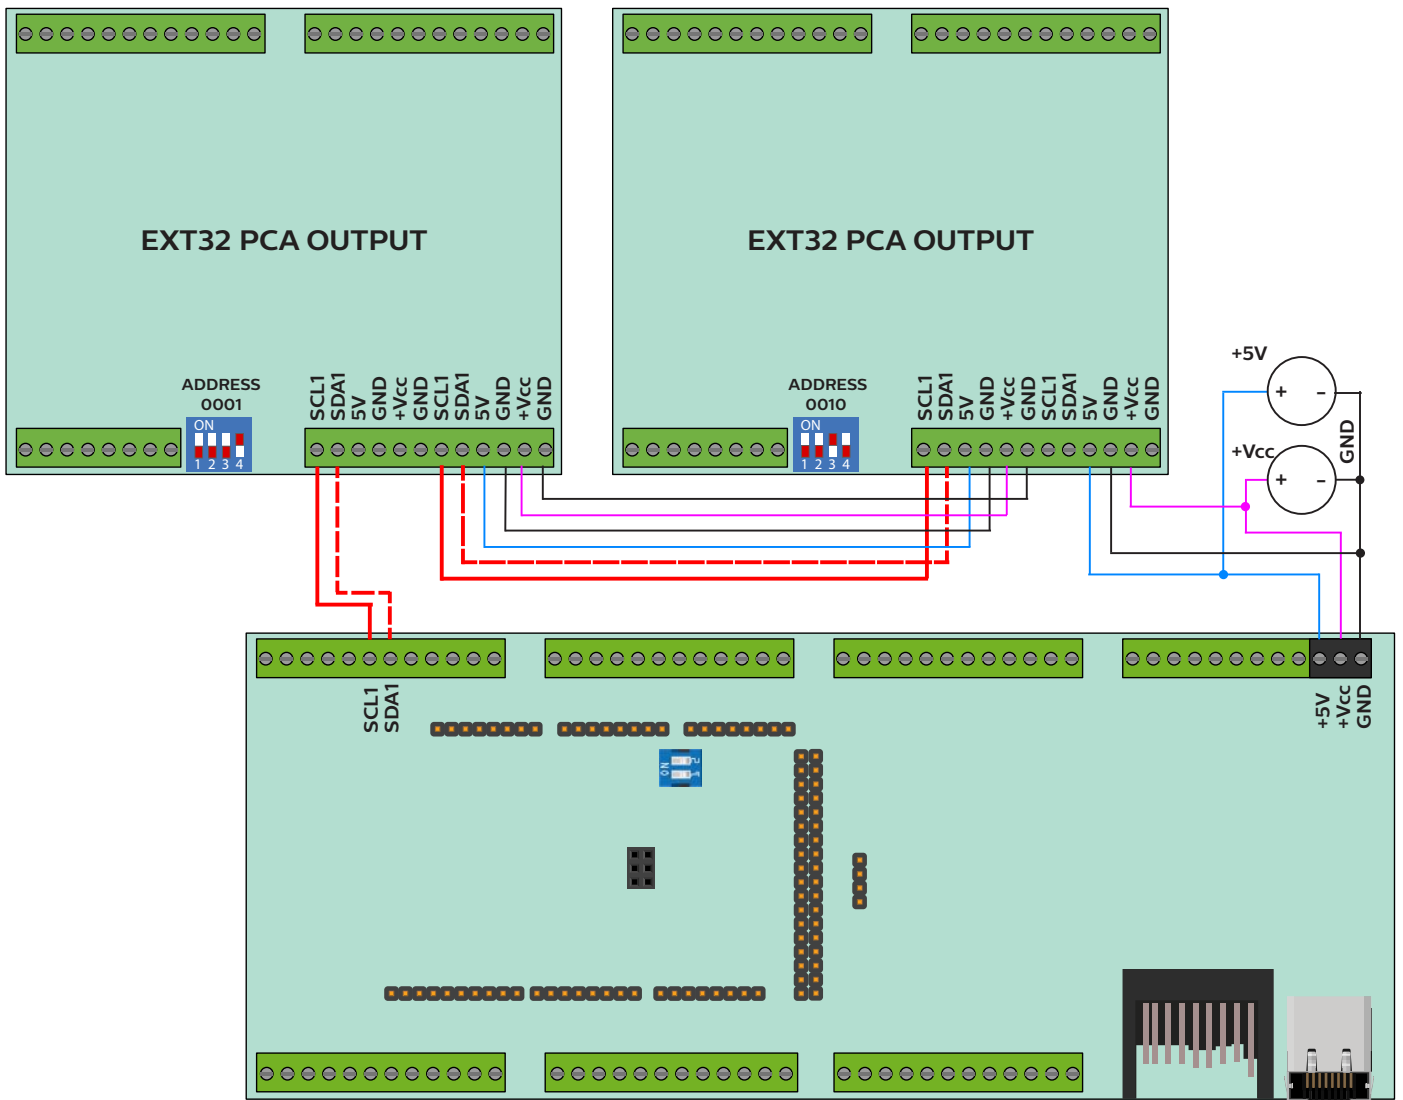 EXT32 PCA OUTPUT
EXT32 PCA OUTPUT
ADDRESS
0001
ON
1 2 3 4
SCL1
SDA1
5V
GND
+Vcc
GND
SCL1
SDA1
5V
GND
+Vcc
GND
ADDRESS
0010
ON
1 2 3 4
SCL1
SDA1
5V
GND
+Vcc
GND
SCL1
SDA1
5V
GND
+Vcc
GND
+5V
+ -
+Vcc
+ -
GND
SCL1
SDA1
+5V
+Vcc
GND
ON
1 2